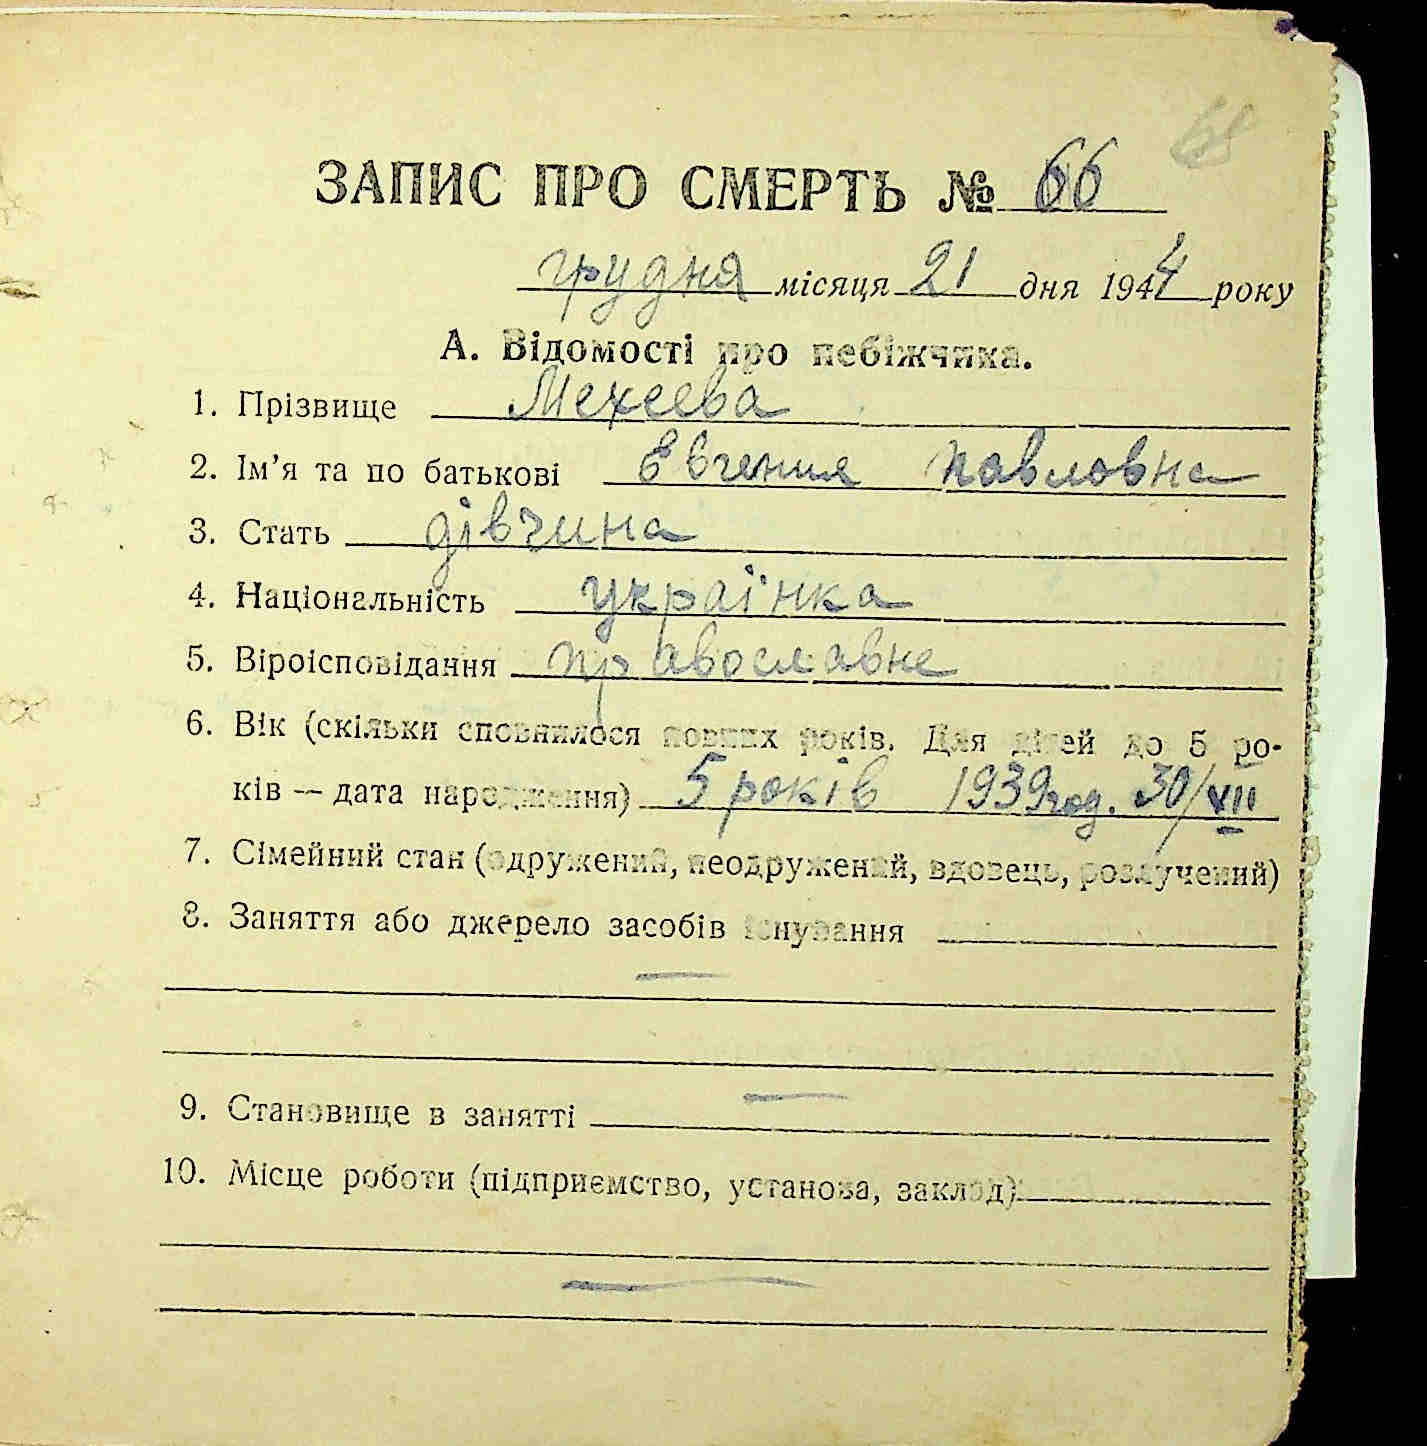 68
ЗАПИС ПРО СМЕРТЬ № 66
грудня місяця 21 дня 1944 року
А. Відомості про небіжчика.
1. Прізвище Мехеева
2. Ім’я та по батькові Евгения Павловна
3. Стать дівчина
4. Національність українка
5. Віроісповідання православне
6. Вік (скільки сповнилося повних років. Для дітей до 5 ро-
ків — дата народження) 5 років 1939 год. 30/VII
7. Сімейний стан (одружений, неодружений, вдовець, розлучений)
8. Заняття або джерело засобів існування
9. Становище в занятті
10. Місце роботи (підприємство, установа, заклад)